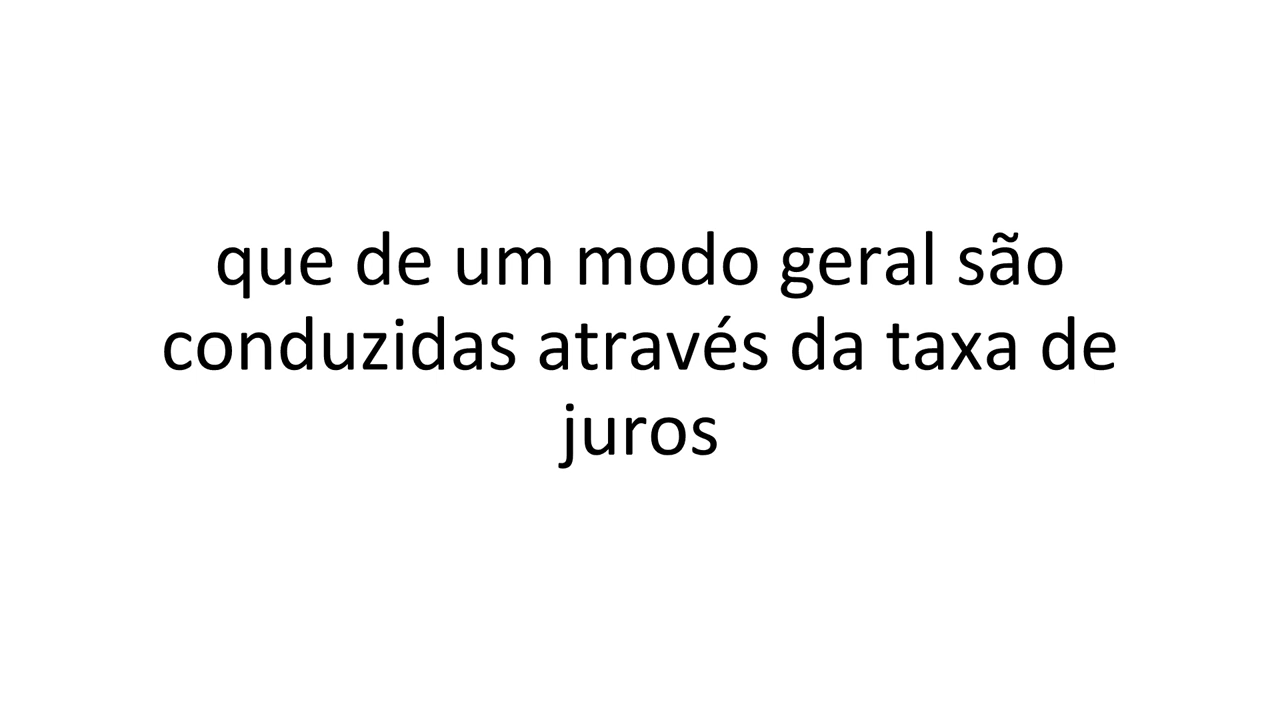 que de um modo geral são
conduzidas através da taxa de
juros